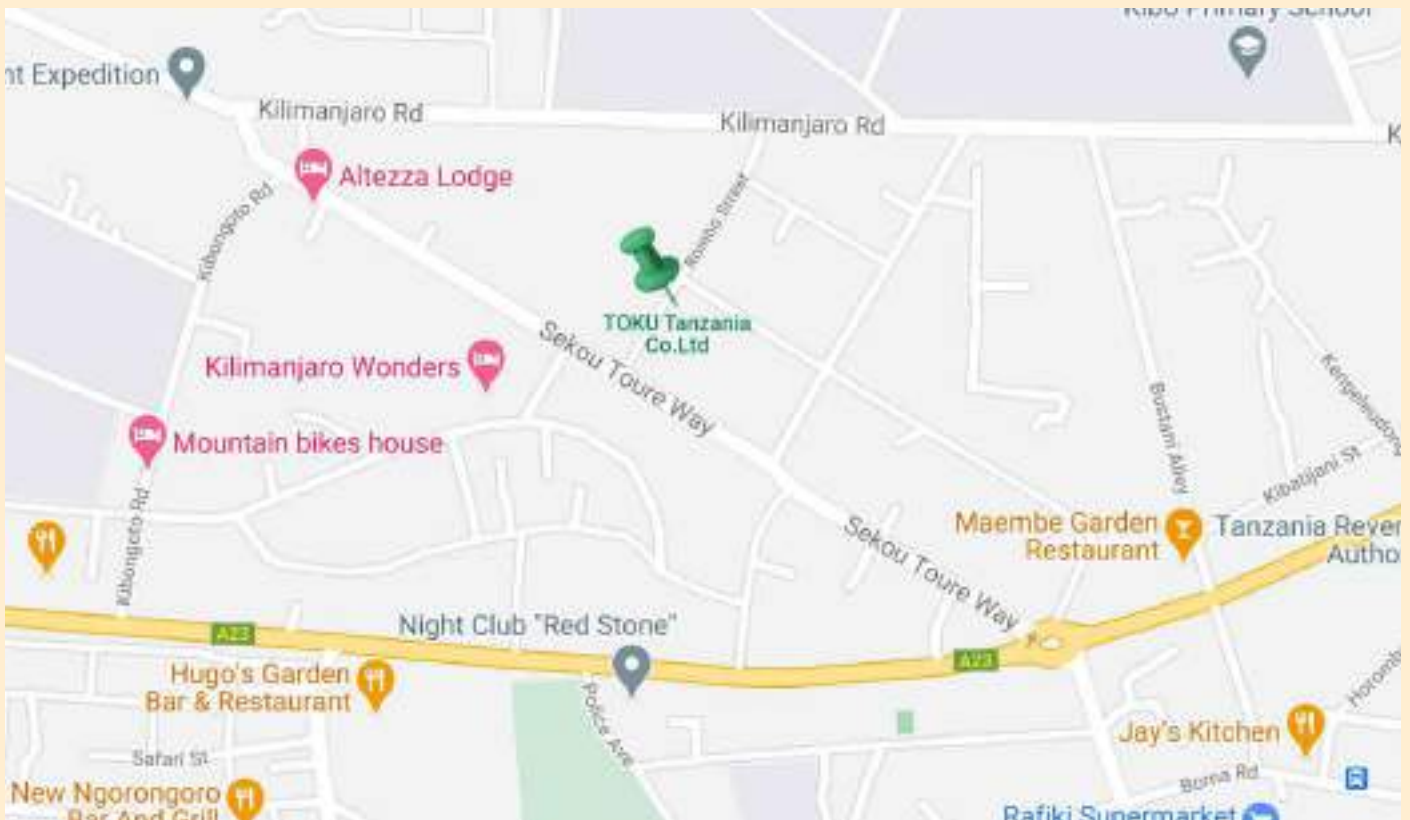 Kibo Primary School
nt Expedition
Kilimanjaro Rd
Kilimanjaro Rd
K
Altezza Lodge
Kibongoto Rd
Rombo Street
TOKU Tanzania
Co.Ltd
Sekou Toure Way
Kilimanjaro Wonders
Mountain bikes house
Bustani Alley
Kibatijani St
Kibongoto Rd
Sekou Toure Way
Maembe Garden
Restaurant
Tanzania Rever
Autho
A23
Night Club "Red Stone"
A23
Hugo's Garden
Bar & Restaurant
Police Ave
Horomb
Jay's Kitchen
Safari St
Boma Rd
New Ngorongoro
Bar And Grill
Rafiki Supermarket